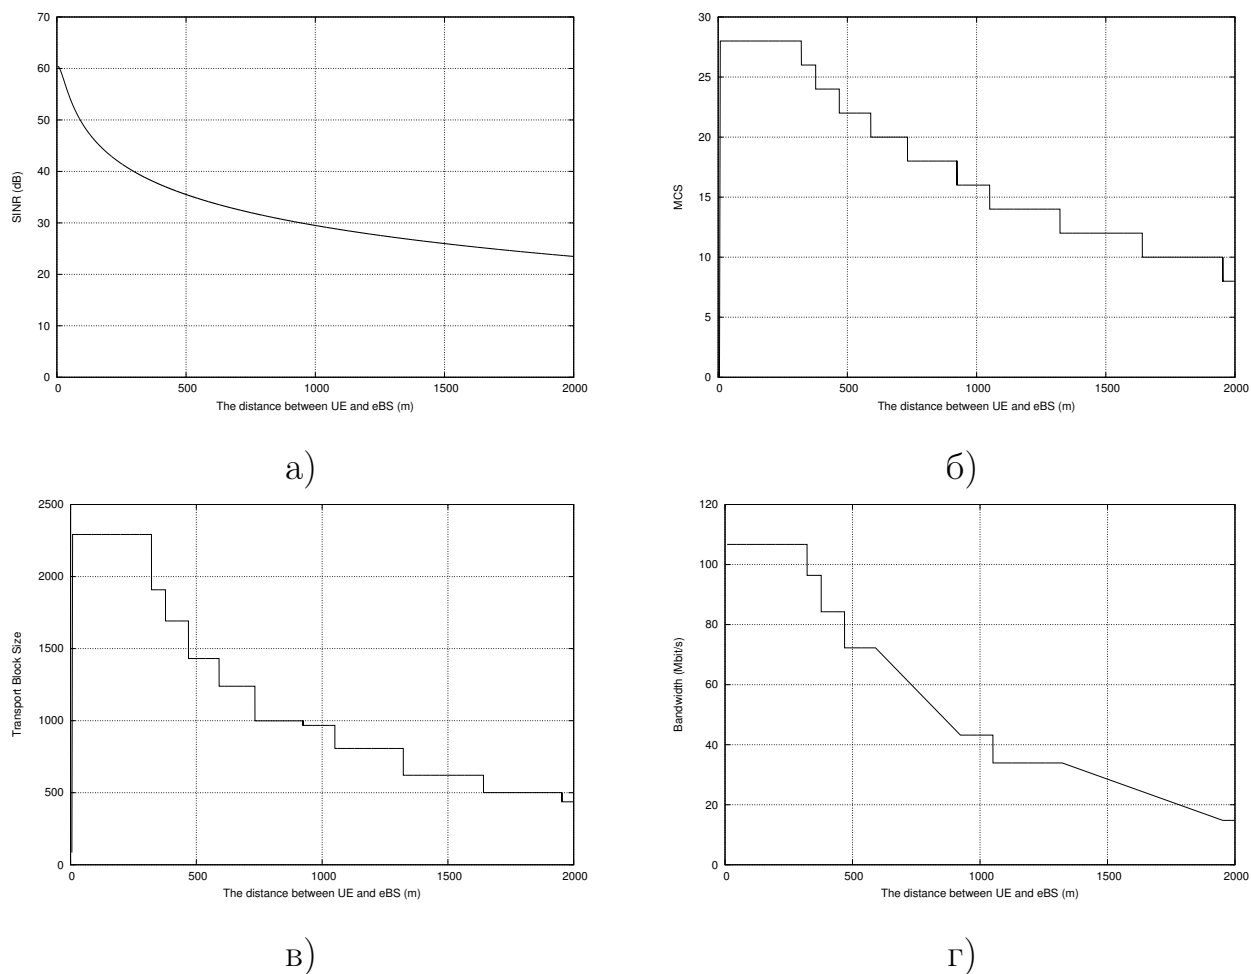 70
60
50
40
30
20
10
0
SINR (dB)
0 500 1000 1500 2000
The distance between UE and eBS (m)
а)
30
25
20
15
10
5
0
MCS
0 500 1000 1500 2000
The distance between UE and eBS (m)
б)
2500
2000
1500
1000
500
0
Transport Block Size
0 500 1000 1500 2000
The distance between UE and eBS (m)
в)
120
100
80
60
40
20
0
Bandwidth (Mbit/s)
0 500 1000 1500 2000
The distance between UE and eBS (m)
г)